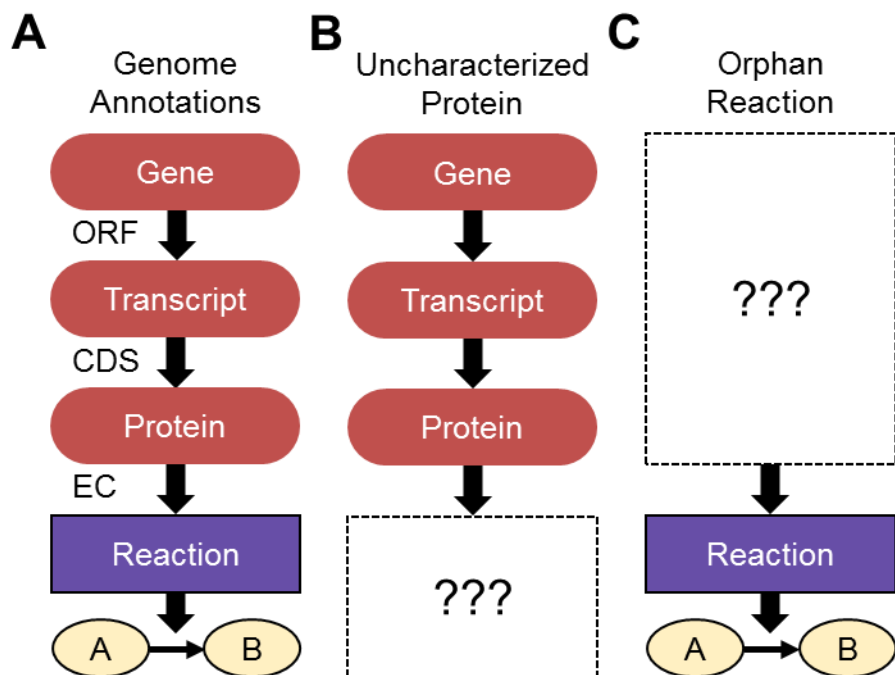 A
Genome
Annotations
Gene
ORF
Transcript
CDS
Protein
EC
Reaction
A
B
B
Uncharacterized
Protein
Gene
Transcript
Protein
???
C
Orphan
Reaction
???
Reaction
A
B